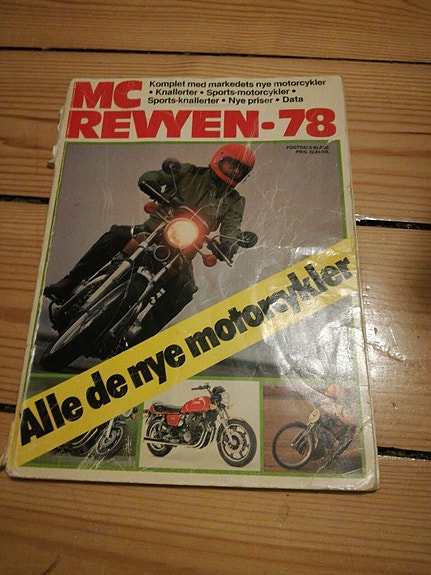 MC
Komplet med markedets nye motorcykler
• Knallerter • Sports-motorcykler •
Sports-knallerter • Nye priser • Data
REVYEN-78
Alle de nye motorcykler